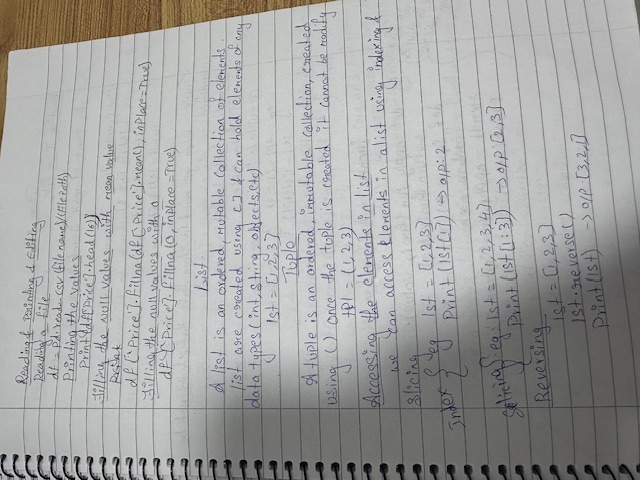 Reading & Pointing & Editing
Reading a file
df = pd.read_csv(file name)/(filepath)
Printing the values
Print(df[Price'].head(16))
Filling the null values with mean value
Print
df['Price'].fillna(df['Price'].mean(), inplace=True)
Filling the null values with 0
df['Price'].fillna(0, inplace=True)
List.
A list is an ordered, mutable collection of elements.
list are created using [] & can hold elements of any
data types (int, string, objects, etc)
lst = [1,2,3]
Tuple
A tuple is an ordered, immutable collection, created
using () once the tuple is created it cannot be modify
tpl = (1,2,3)
Accessing the elements in list
we can access elements in a list using indexing &
slicing
Index { eg lst = [1,2,3]
Print(lst[1]) → o/p: 2
Slicing { eg: lst = [1,2,3,4]
Print(lst[1:3]) → o/p [2,3]
Reversing
lst = [1,2,3]
lst.reverse()
Print(lst) → o/p [3,2,1]